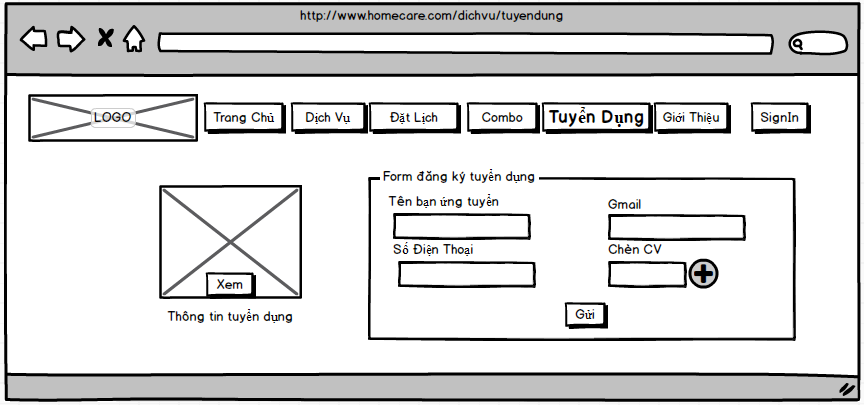 http://www.homecare.com/dichvu/tuyendung
LOGO
Trang Chủ
Dịch Vụ
Đặt Lịch
Combo
Tuyển Dụng
Giới Thiệu
SignIn
Form đăng ký tuyển dụng
Tên bạn ứng tuyển
Gmail
Số Điện Thoại
Chèn CV
Xem
Gửi
Thông tin tuyển dụng